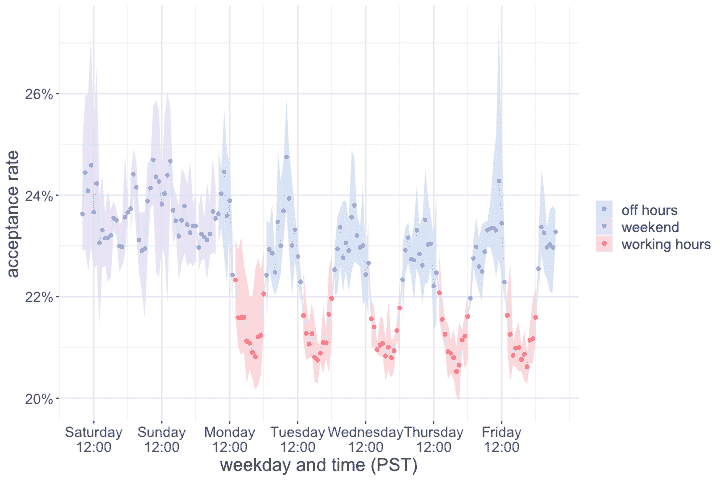 acceptance rate
26%
24%
22%
20%
Saturday Sunday Monday Tuesday Wednesday Thursday Friday
12:00 12:00 12:00 12:00 12:00 12:00 12:00
weekday and time (PST)
off hours
weekend
working hours